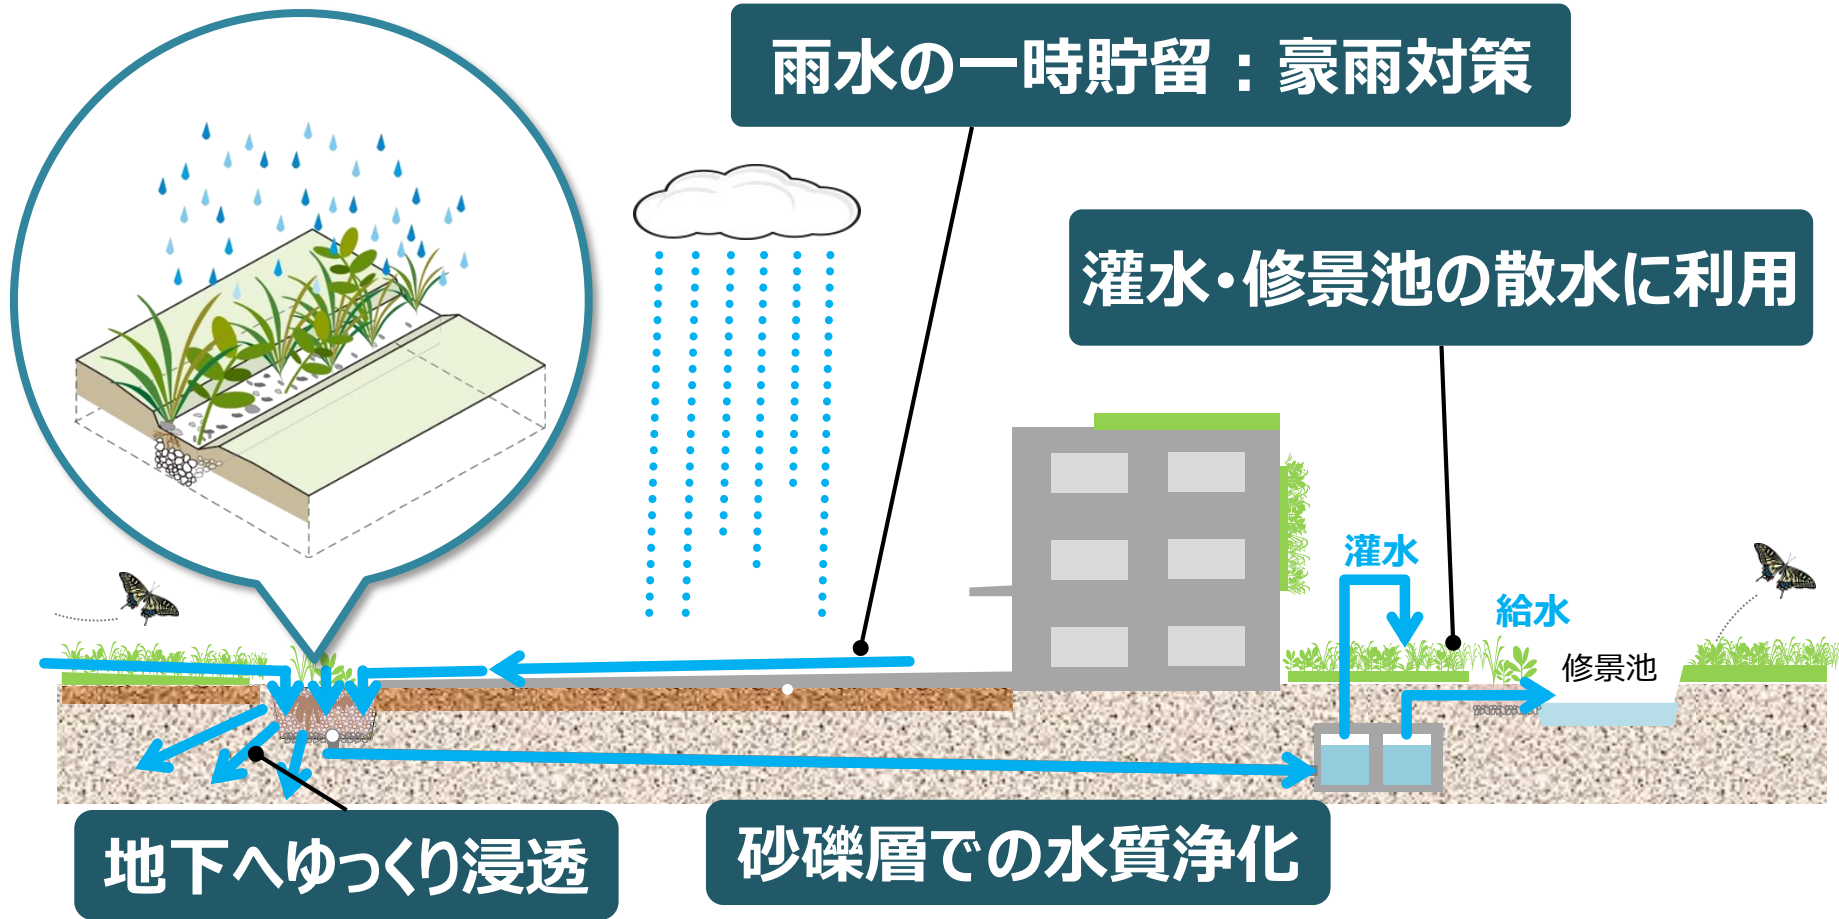 雨水の一時貯留：豪雨対策
灌水・修景池の散水に利用
灌水
給水
修景池
地下へゆっくり浸透
砂礫層での水質浄化